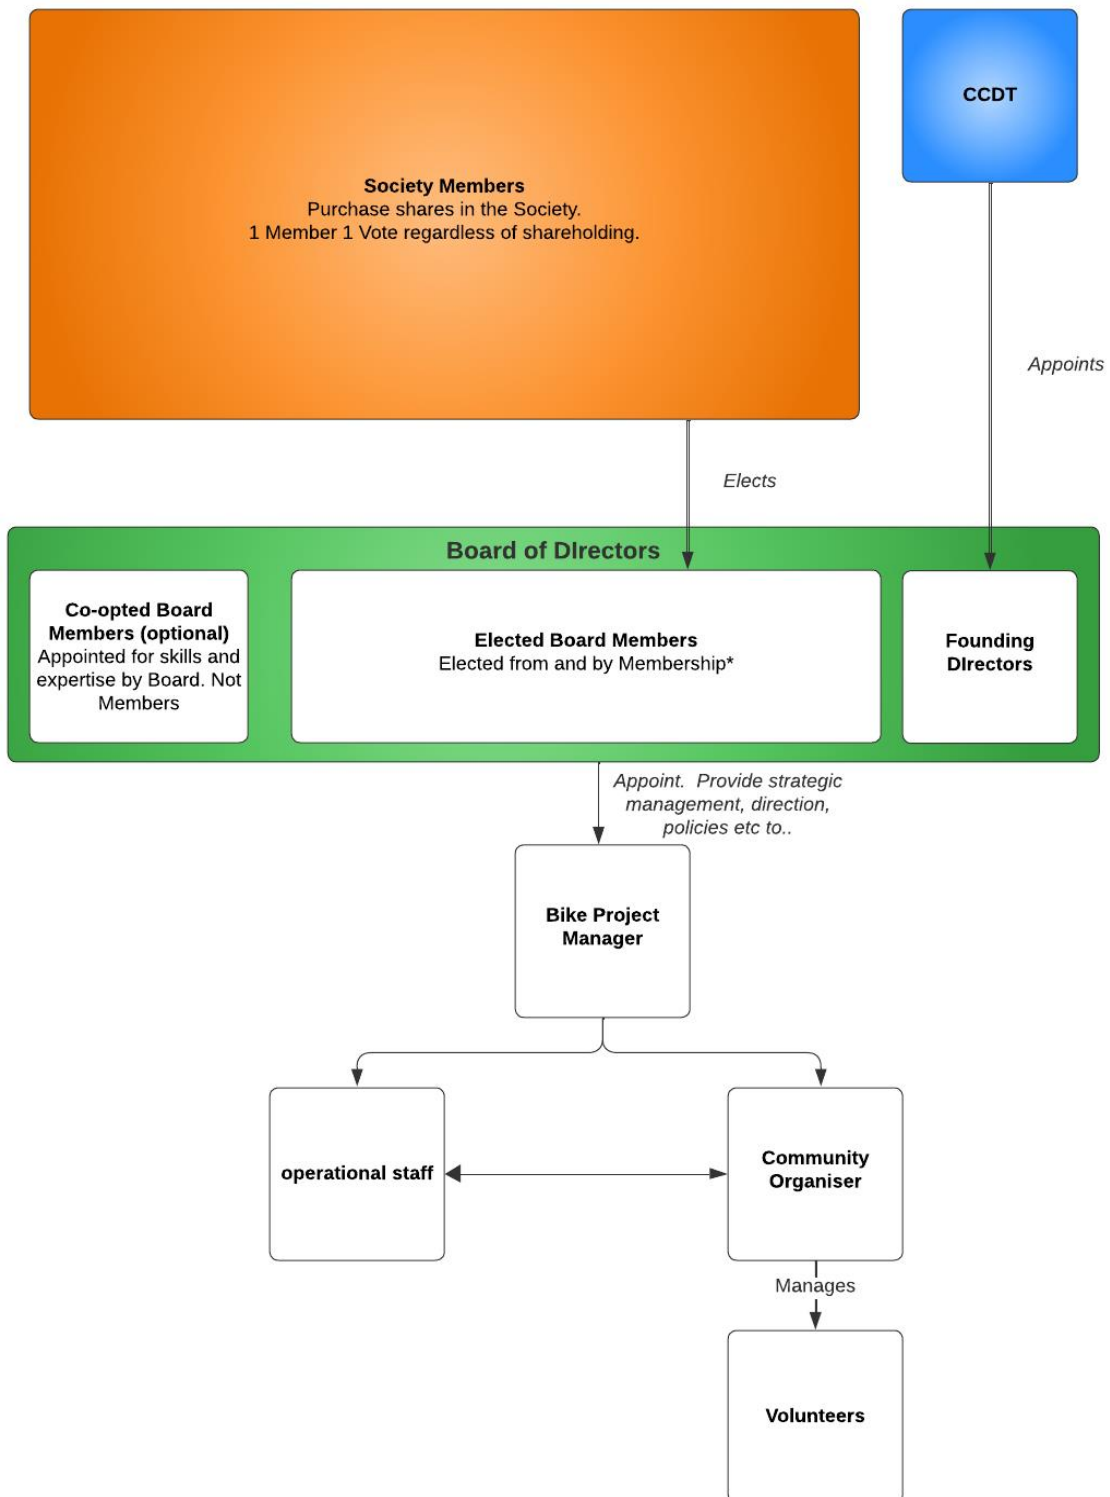 CCDT
Society Members
Purchase shares in the Society.
1 Member 1 Vote regardless of shareholding.
Appoints
Elects
Board of DIrectors
Co-opted Board
Members (optional)
Appointed for skills and
expertise by Board. Not
Members
Elected Board Members
Elected from and by Membership*
Founding
DIrectors
Appoint.  Provide strategic
management, direction,
policies etc to..
Bike Project
Manager
operational staff
Community
Organiser
Manages
Volunteers